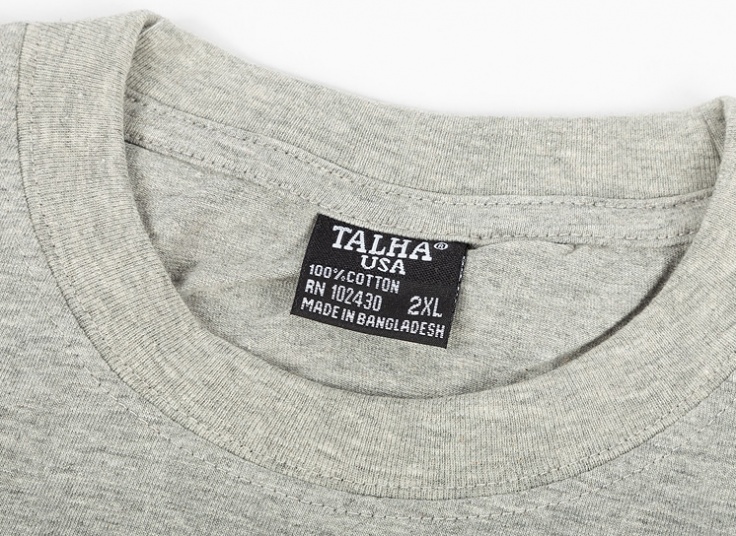 TALHA®
USA
100%COTTON
RN 102430 2XL
MADE IN BANGLADESH